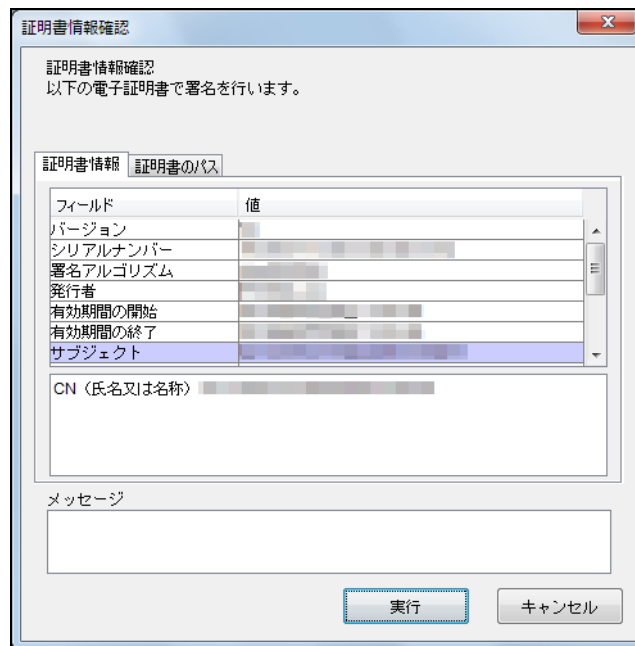 証明書情報確認
証明書情報確認
以下の電子証明書で署名を行います。
証明書情報 証明書のパス
フィールド 値
バージョン
シリアルナンバー
署名アルゴリズム
発行者
有効期間の開始
有効期間の終了
サブジェクト
CN（氏名又は名称）
メッセージ
実行 キャンセル